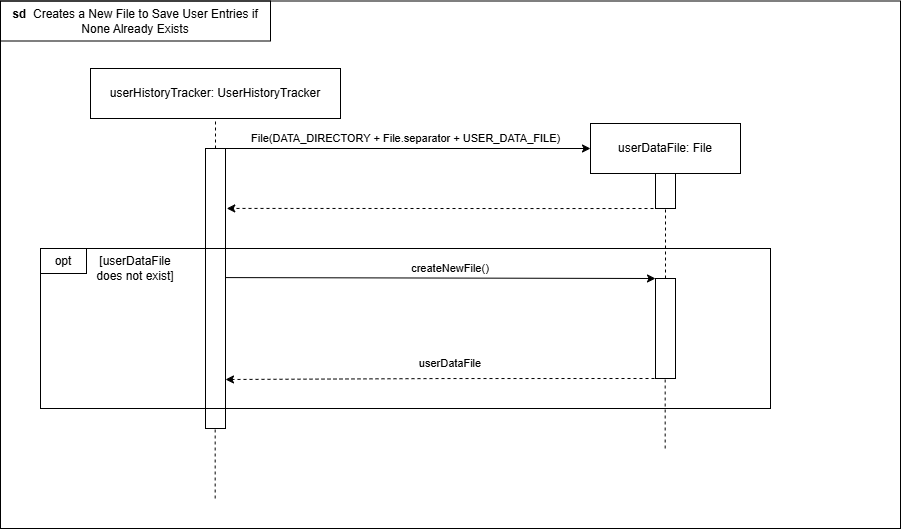 sd Creates a New File to Save User Entries if
None Already Exists
userHistoryTracker: UserHistoryTracker
File(DATA_DIRECTORY + File.separator + USER_DATA_FILE)
userDataFile: File
opt
[userDataFile
does not exist]
createNewFile()
userDataFile